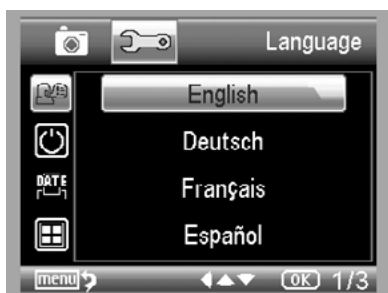 Language
English
Deutsch
DATE
Français
Español
menu OK 1/3